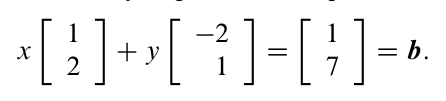 x [ 1 2 ] + y [ −2 1 ] = [ 1 7 ] = b.